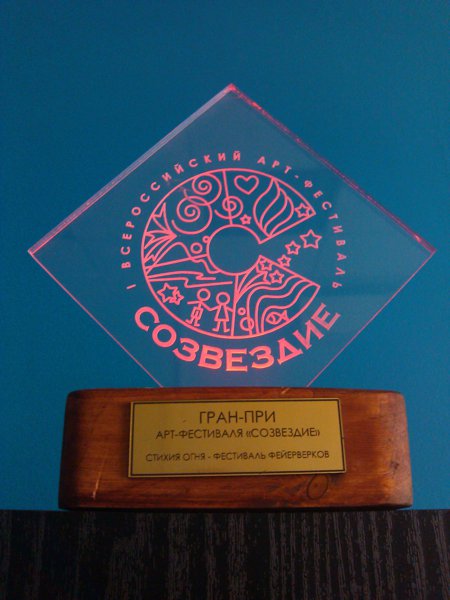 I ВСЕРОССИЙСКИЙ АРТ-ФЕСТИВАЛЬ
СОЗВЕЗДИЕ
ГРАН-ПРИ
АРТ-ФЕСТИВАЛЯ «СОЗВЕЗДИЕ»
СТИХИЯ ОГНЯ - ФЕСТИВАЛЬ ФЕЙЕРВЕРКОВ